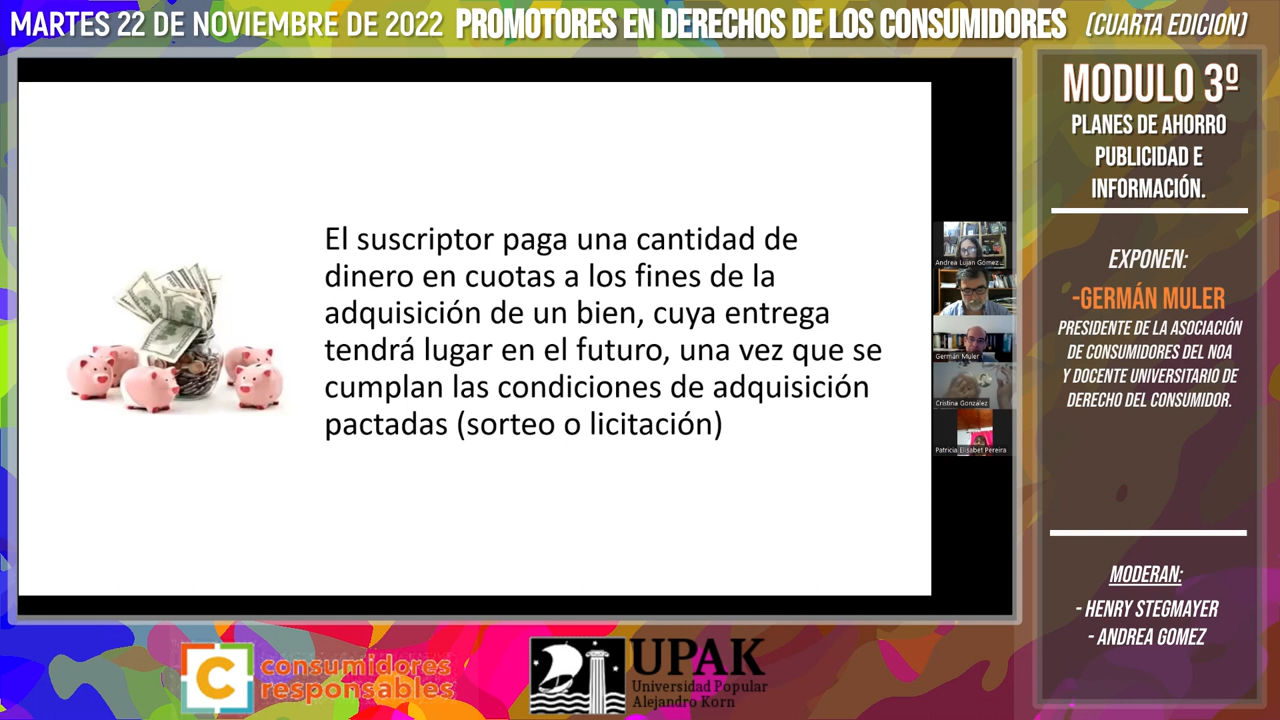 MARTES 22 DE NOVIEMBRE DE 2022 PROMOTORES EN DERECHOS DE LOS CONSUMIDORES (CUARTA EDICION)
El suscriptor paga una cantidad de
dinero en cuotas a los fines de la
adquisición de un bien, cuya entrega
tendrá lugar en el futuro, una vez que se
cumplan las condiciones de adquisición
pactadas (sorteo o licitación)
Andrea Lujan Gómez...
Germán Muler
Cristina Gonzalez
Patricia Elisabet Pereira
MODULO 3º
PLANES DE AHORRO
PUBLICIDAD E
INFORMACIÓN.
EXPONEN:
-GERMÁN MULER
PRESIDENTE DE LA ASOCIACIÓN
DE CONSUMIDORES DEL NOA
Y DOCENTE UNIVERSITARIO DE
DERECHO DEL CONSUMIDOR.
MODERAN:
- HENRY STEGMAYER
- ANDREA GOMEZ
C
consumidores
responsables
UPAK
Universidad Popular
Alejandro Korn